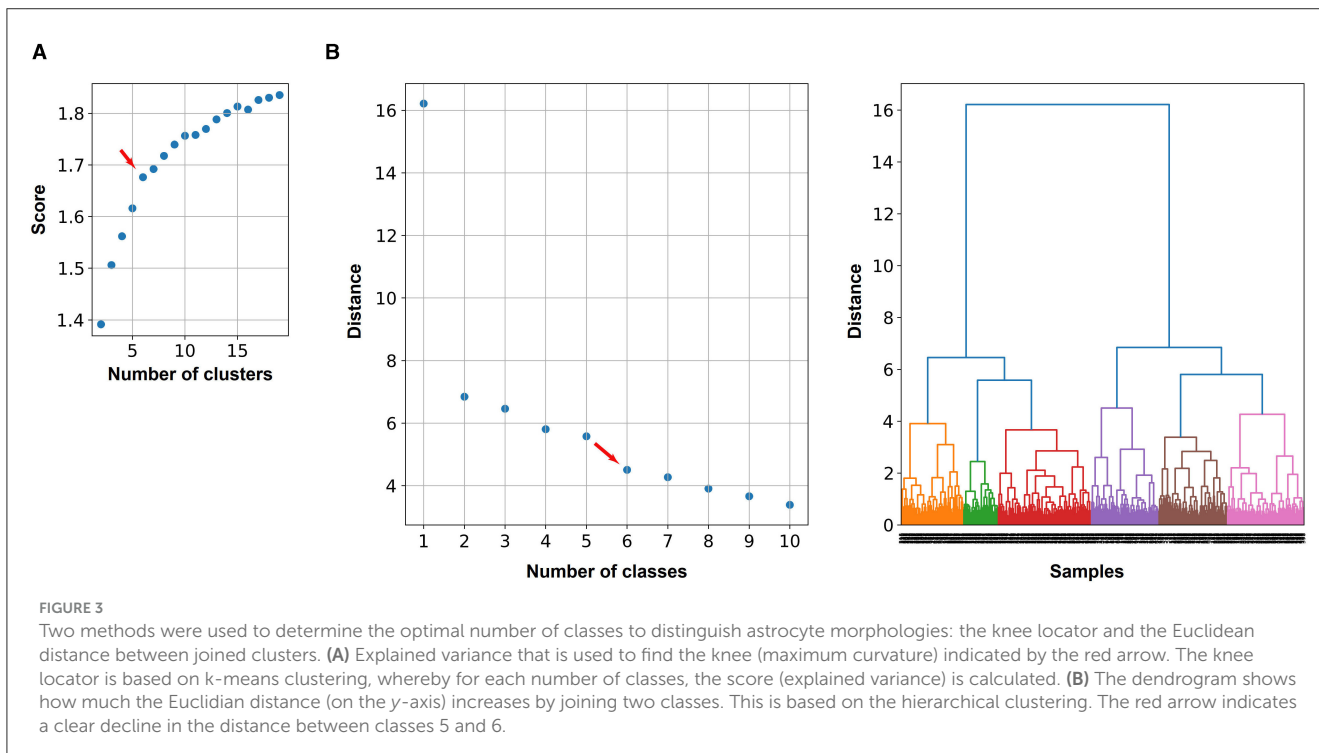 A
B
1.8
1.7
1.6
1.5
1.4
Score
5
10
15
Number of clusters
16
14
12
10
8
6
4
Distance
1
2
3
4
5
6
7
8
9
10
Number of classes
16
14
12
10
8
6
4
2
0
Distance
Samples
FIGURE 3
Two methods were used to determine the optimal number of classes to distinguish astrocyte morphologies: the knee locator and the Euclidean
distance between joined clusters. (A) Explained variance that is used to find the knee (maximum curvature) indicated by the red arrow. The knee
locator is based on k-means clustering, whereby for each number of classes, the score (explained variance) is calculated. (B) The dendrogram shows
how much the Euclidian distance (on the y-axis) increases by joining two classes. This is based on the hierarchical clustering. The red arrow indicates
a clear decline in the distance between classes 5 and 6.